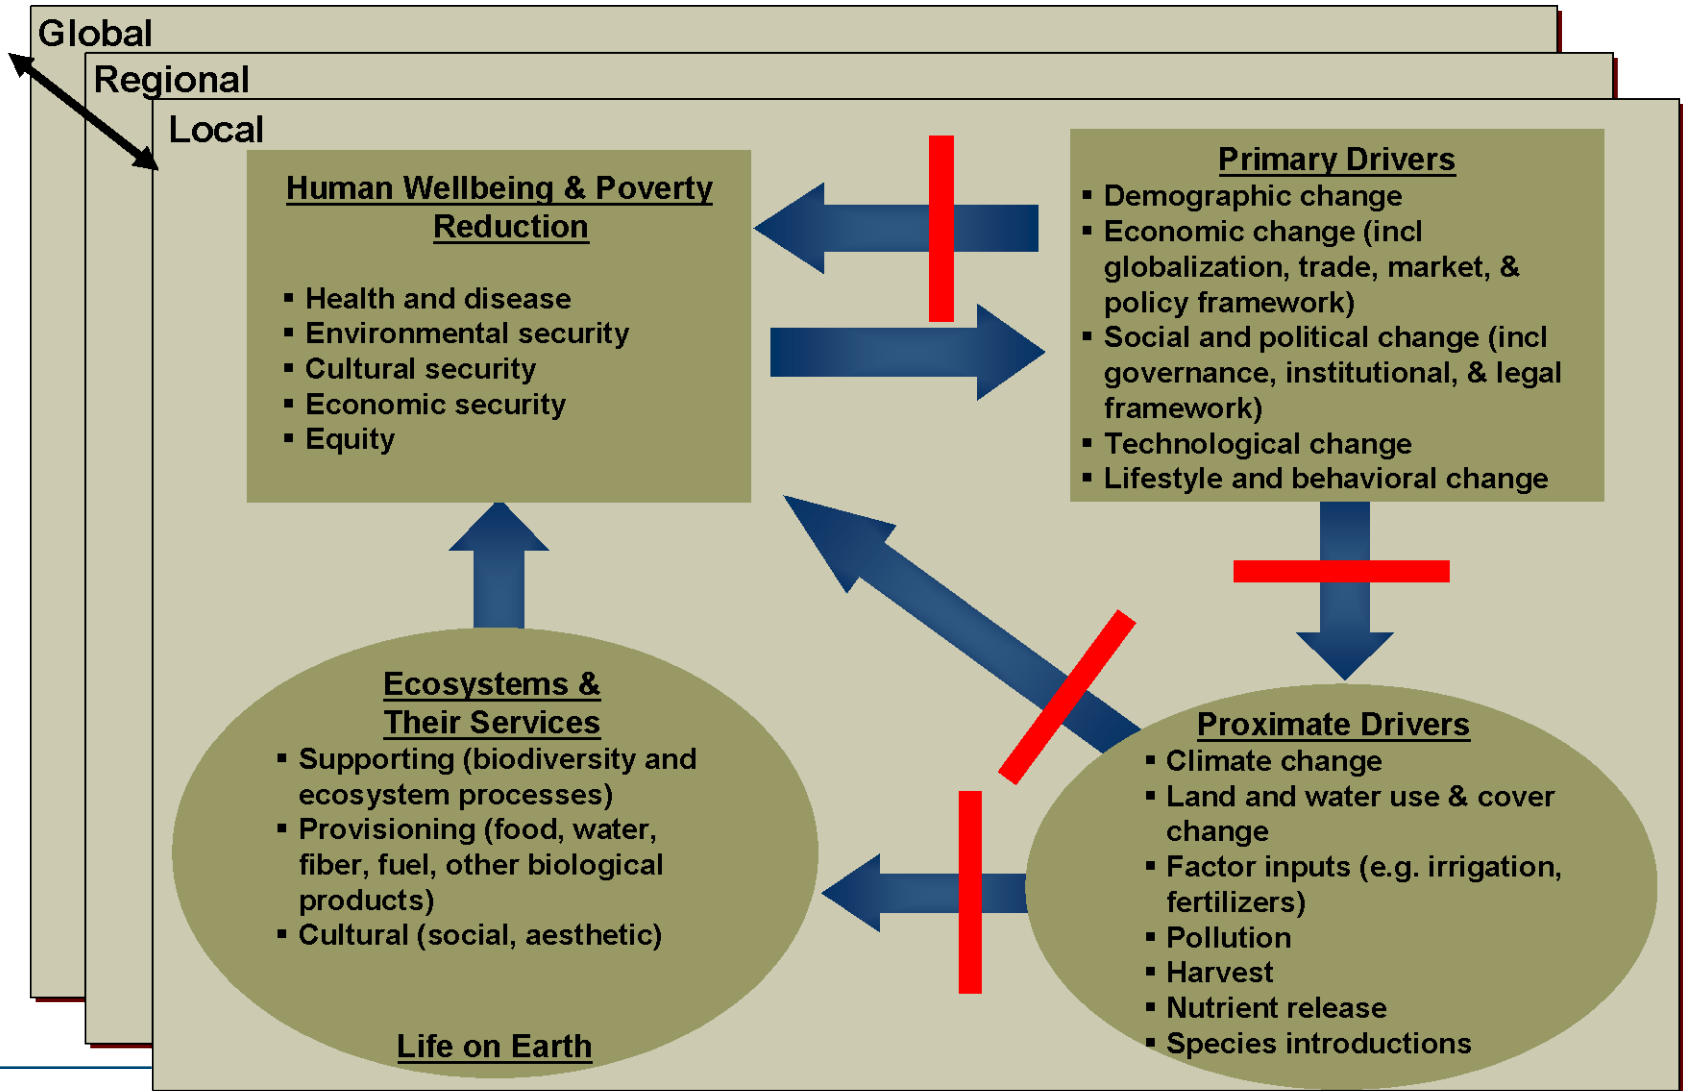 Global
Regional
Local
Human Wellbeing & Poverty
Reduction
▪ Health and disease
▪ Environmental security
▪ Cultural security
▪ Economic security
▪ Equity
Primary Drivers
▪ Demographic change
▪ Economic change (incl
globalization, trade, market, &
policy framework)
▪ Social and political change (incl
governance, institutional, & legal
framework)
▪ Technological change
▪ Lifestyle and behavioral change
Ecosystems &
Their Services
▪ Supporting (biodiversity and
ecosystem processes)
▪ Provisioning (food, water,
fiber, fuel, other biological
products)
▪ Cultural (social, aesthetic)
Life on Earth
Proximate Drivers
▪ Climate change
▪ Land and water use & cover
change
▪ Factor inputs (e.g. irrigation,
fertilizers)
▪ Pollution
▪ Harvest
▪ Nutrient release
▪ Species introductions